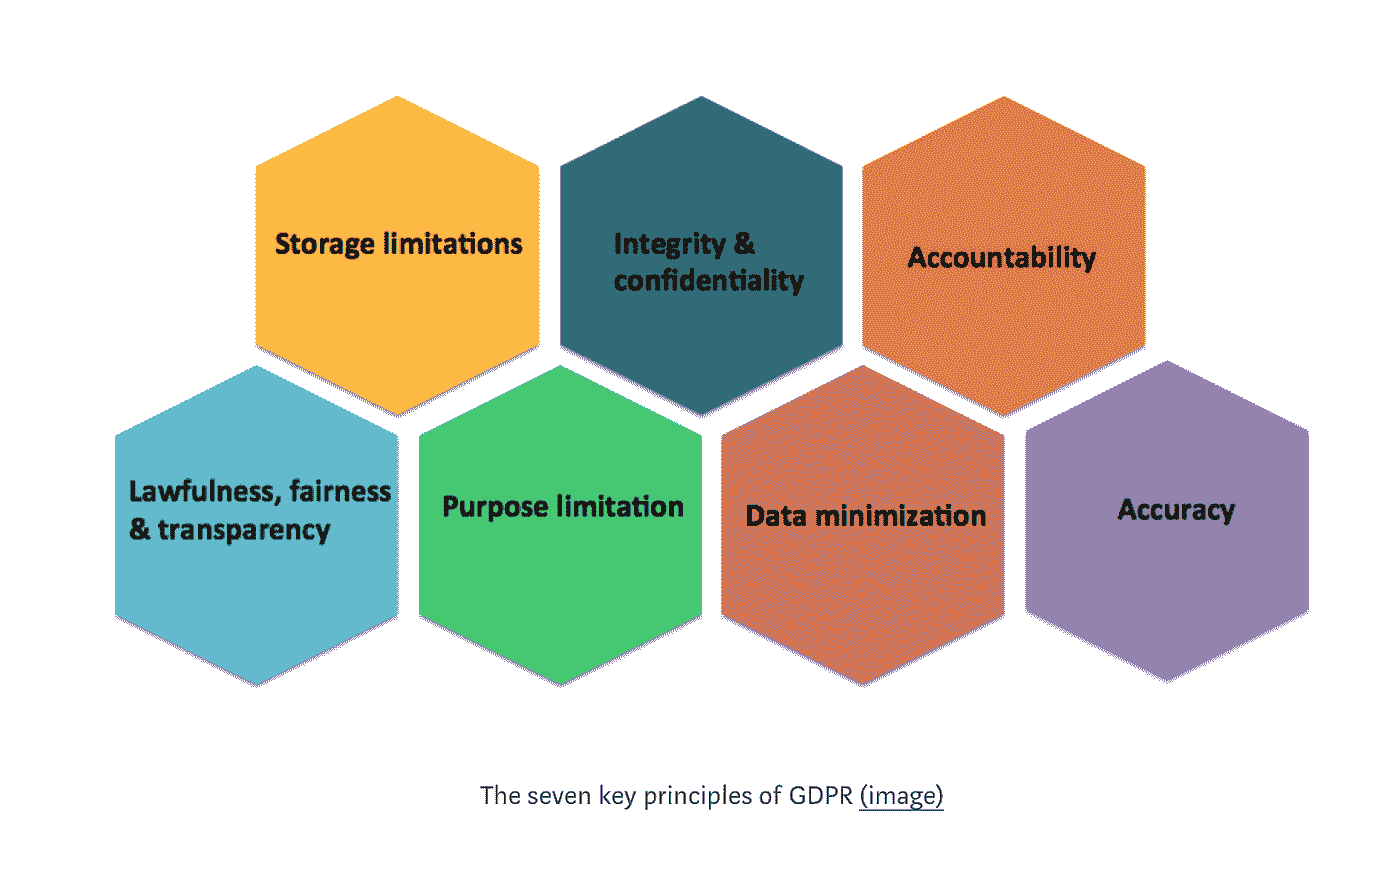 Storage limitations
Integrity &
confidentiality
Accountability
Lawfulness, fairness
& transparency
Purpose limitation
Data minimization
Accuracy
The seven key principles of GDPR (image)